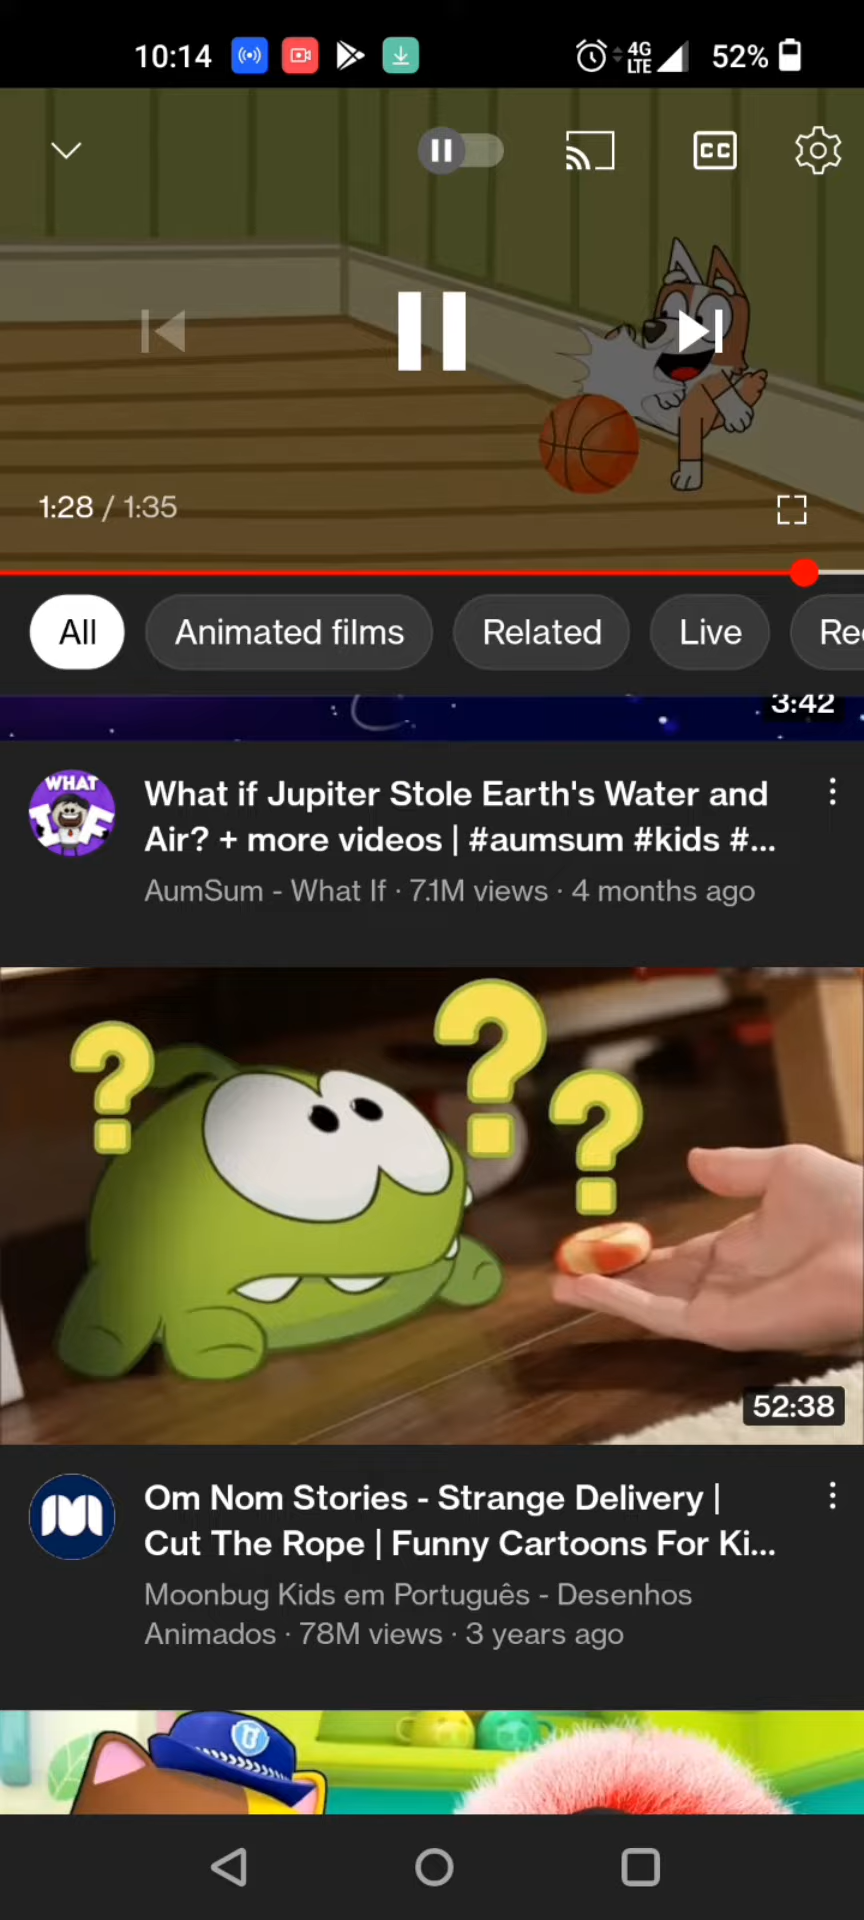 10:14
4G
LTE
52%
CC
1:28 / 1:35
All
Animated films
Related
Live
3:42
WHAT
IF
What if Jupiter Stole Earth's Water and
Air? + more videos | #aumsum #kids #...
AumSum - What If · 7.1M views · 4 months ago
? ? ?
52:38
Om Nom Stories - Strange Delivery |
Cut The Rope | Funny Cartoons For Ki...
Moonbug Kids em Português - Desenhos
Animados · 78M views · 3 years ago